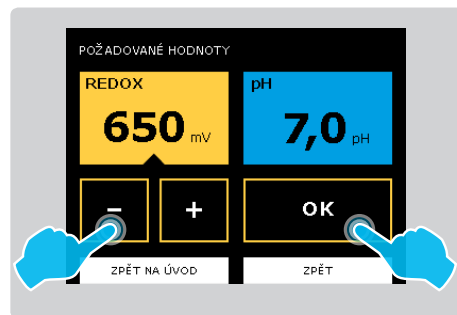 POŽADOVANÉ HODNOTY
REDOX
pH
650 mV
7,0 pH
- + OK
ZPĚT NA ÚVOD
ZPĚT